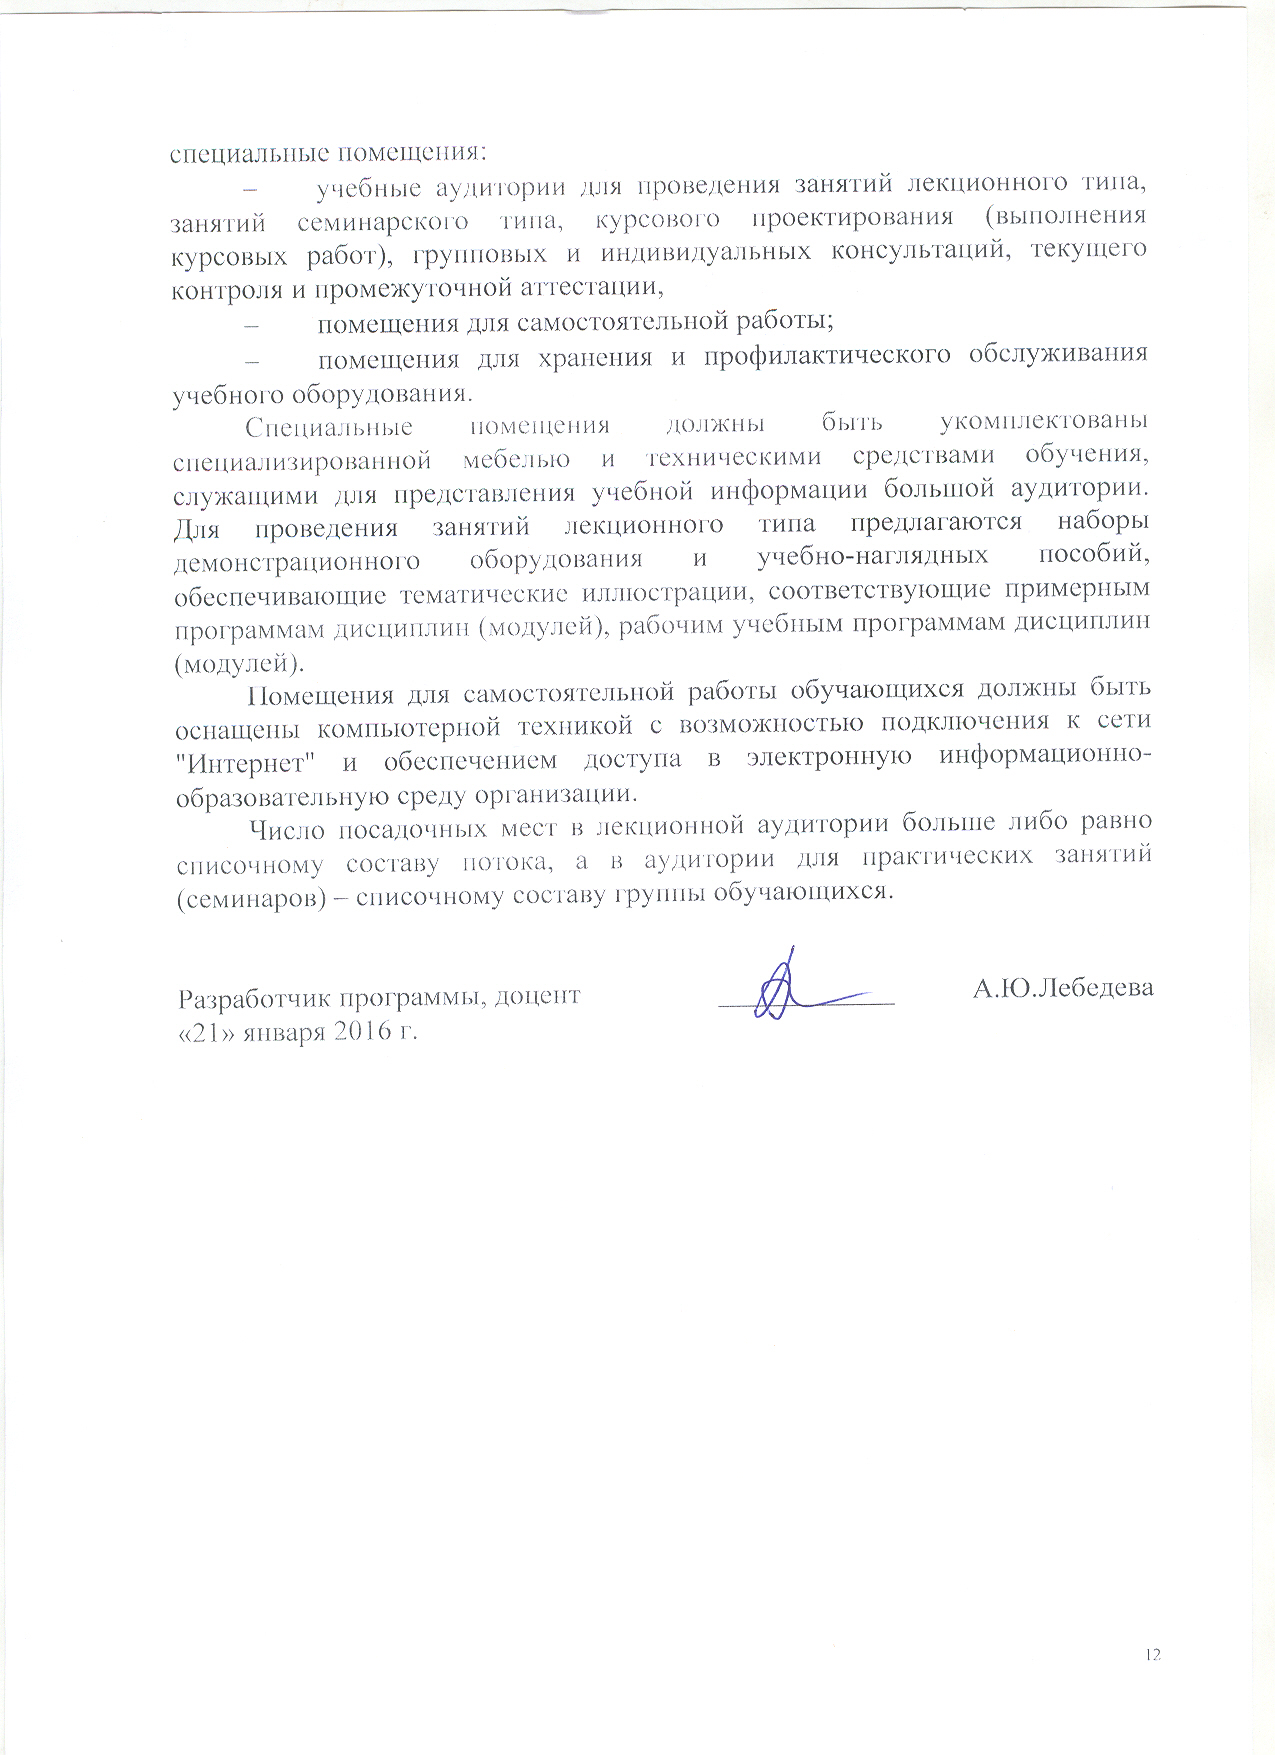 специальные помещения:
– учебные аудитории для проведения занятий лекционного типа,
занятий семинарского типа, курсового проектирования (выполнения
курсовых работ), групповых и индивидуальных консультаций, текущего
контроля и промежуточной аттестации,
– помещения для самостоятельной работы;
– помещения для хранения и профилактического обслуживания
учебного оборудования.
Специальные помещения должны быть укомплектованы
специализированной мебелью и техническими средствами обучения,
служащими для представления учебной информации большой аудитории.
Для проведения занятий лекционного типа предлагаются наборы
демонстрационного оборудования и учебно-наглядных пособий,
обеспечивающие тематические иллюстрации, соответствующие примерным
программам дисциплин (модулей), рабочим учебным программам дисциплин
(модулей).
Помещения для самостоятельной работы обучающихся должны быть
оснащены компьютерной техникой с возможностью подключения к сети
"Интернет" и обеспечением доступа в электронную информационно-
образовательную среду организации.
Число посадочных мест в лекционной аудитории больше либо равно
списочному составу потока, а в аудитории для практических занятий
(семинаров) – списочному составу группы обучающихся.
Разработчик программы, доцент А.Ю.Лебедева
«21» января 2016 г.
12